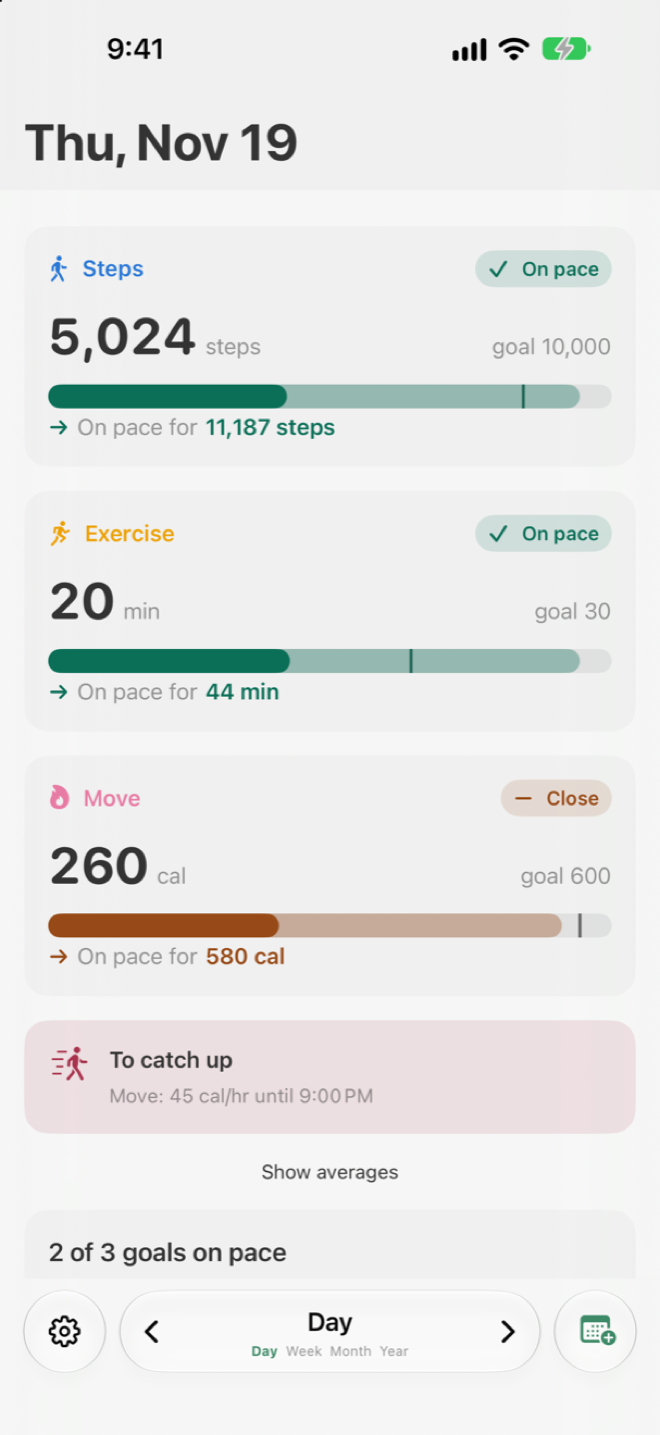 9:41
Thu, Nov 19
Steps On pace
5,024 steps goal 10,000
→ On pace for 11,187 steps
Exercise On pace
20 min goal 30
→ On pace for 44 min
Move Close
260 cal goal 600
→ On pace for 580 cal
To catch up
Move: 45 cal/hr until 9:00 PM
Show averages
2 of 3 goals on pace
Day
Day Week Month Year